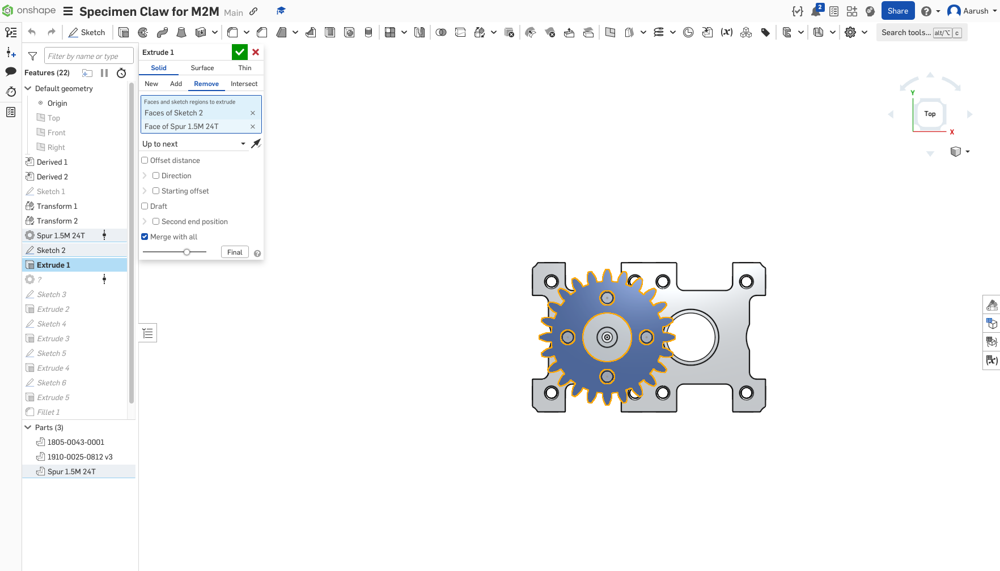 onshape
Specimen Claw for M2M Main
2
Share
Aarush
Sketch
Search tools... alt/⌥ c
Filter by name or type
Features (22)
Default geometry
Origin
Top
Front
Right
Derived 1
Derived 2
Sketch 1
Transform 1
Transform 2
Spur 1.5M 24T
Sketch 2
Extrude 1
?
Sketch 3
Extrude 2
Sketch 4
Extrude 3
Sketch 5
Extrude 4
Sketch 6
Extrude 5
Fillet 1
Parts (3)
1805-0043-0001
1910-0025-0812 v3
Spur 1.5M 24T
Extrude 1
Solid Surface Thin
New Add Remove Intersect
Faces and sketch regions to extrude
Faces of Sketch 2
Face of Spur 1.5M 24T
Up to next
Offset distance
Direction
Starting offset
Draft
Second end position
Merge with all
Final
Y
Top
X